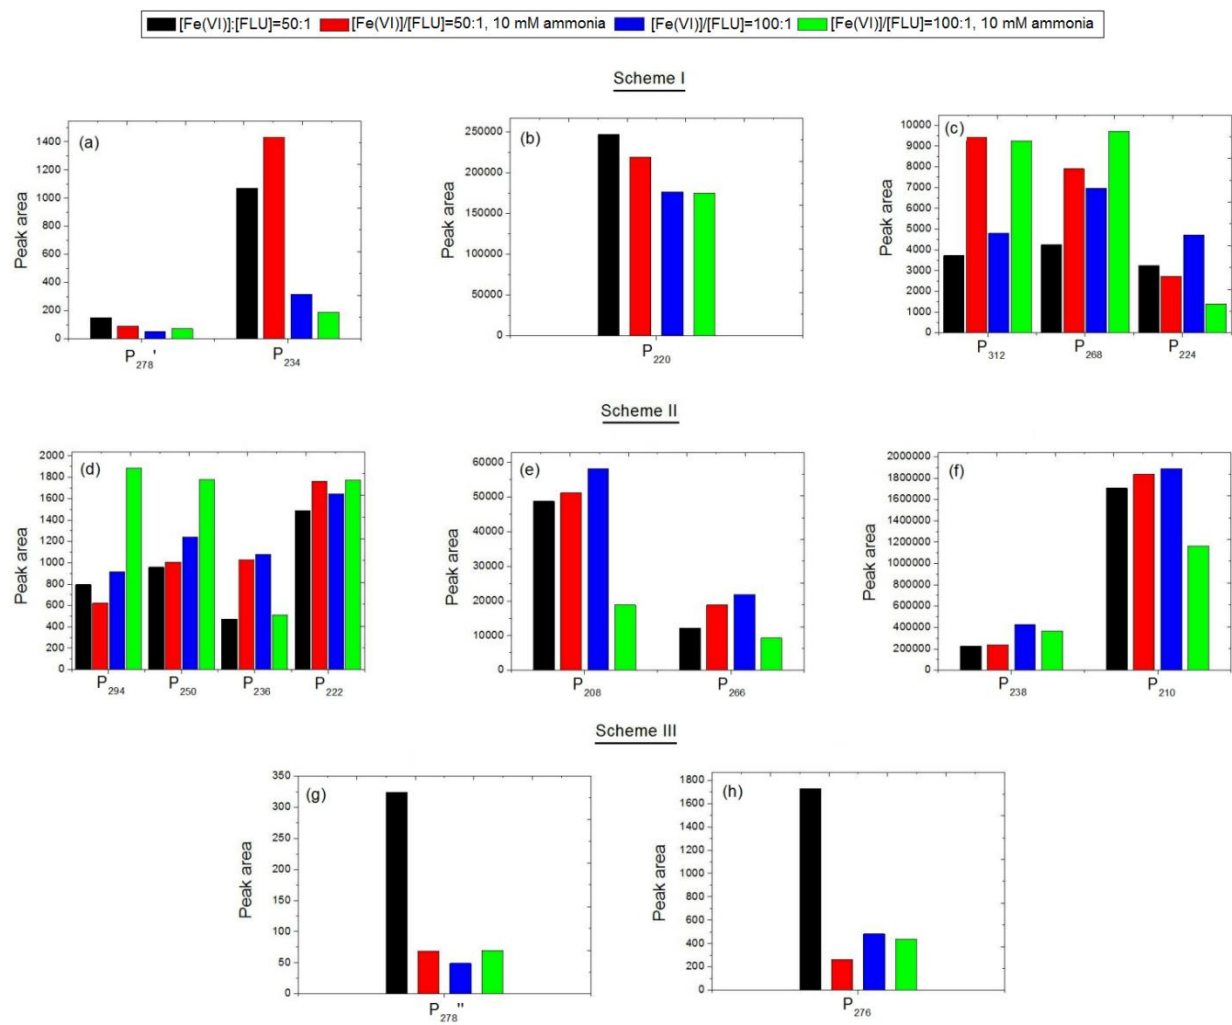 [Fe(VI)]:[FLU]=50:1 [Fe(VI)]/[FLU]=50:1, 10 mM ammonia [Fe(VI)]/[FLU]=100:1 [Fe(VI)]/[FLU]=100:1, 10 mM ammonia
Scheme I
(a)
Peak area
1400
1200
1000
800
600
400
200
0
P278' P234
(b)
Peak area
250000
200000
150000
100000
50000
0
P220
(c)
Peak area
10000
9000
8000
7000
6000
5000
4000
3000
2000
1000
0
P312 P268 P224
Scheme II
(d)
Peak area
2000
1800
1600
1400
1200
1000
800
600
400
200
0
P294 P250 P236 P222
(e)
Peak area
60000
50000
40000
30000
20000
10000
0
P208 P266
(f)
Peak area
2000000
1800000
1600000
1400000
1200000
1000000
800000
600000
400000
200000
0
P238 P210
Scheme III
(g)
Peak area
350
300
250
200
150
100
50
0
P278"
(h)
Peak area
1800
1600
1400
1200
1000
800
600
400
200
0
P276